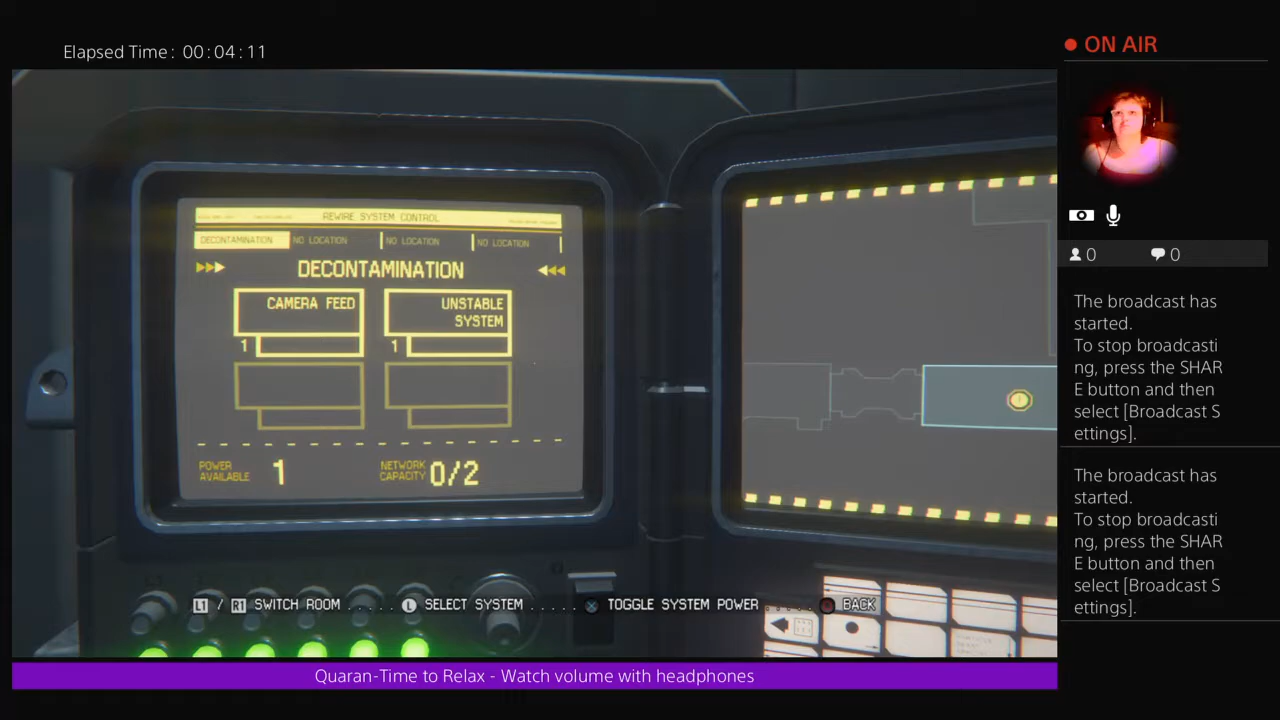 Elapsed Time: 00:04:11
ON AIR
0
0
REWIRE SYSTEM CONTROL
DECONTAMINATION
NO LOCATION
NO LOCATION
NO LOCATION
DECONTAMINATION
CAMERA FEED
1
UNSTABLE
SYSTEM
1
POWER
AVAILABLE
1
NETWORK
CAPACITY
0/2
L1 / R1 SWITCH ROOM ..... L SELECT SYSTEM ..... TOGGLE SYSTEM POWER ..... BACK
Quaran-Time to Relax - Watch volume with headphones
The broadcast has
started.
To stop broadcasti
ng, press the SHAR
E button and then
select [Broadcast S
ettings].
The broadcast has
started.
To stop broadcasti
ng, press the SHAR
E button and then
select [Broadcast S
ettings].